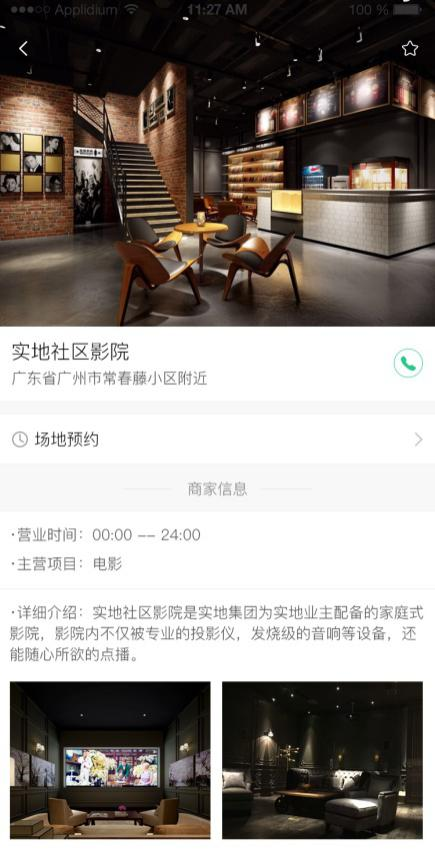 Applidium 11:27 AM 100 %
实地社区影院
广东省广州市常春藤小区附近
场地预约
商家信息
·营业时间：00:00 —— 24:00
·主营项目：电影
·详细介绍：实地社区影院是实地集团为实地业主配备的家庭式
影院，影院内不仅被专业的投影仪，发烧级的音响等设备，还
能随心所欲的点播。